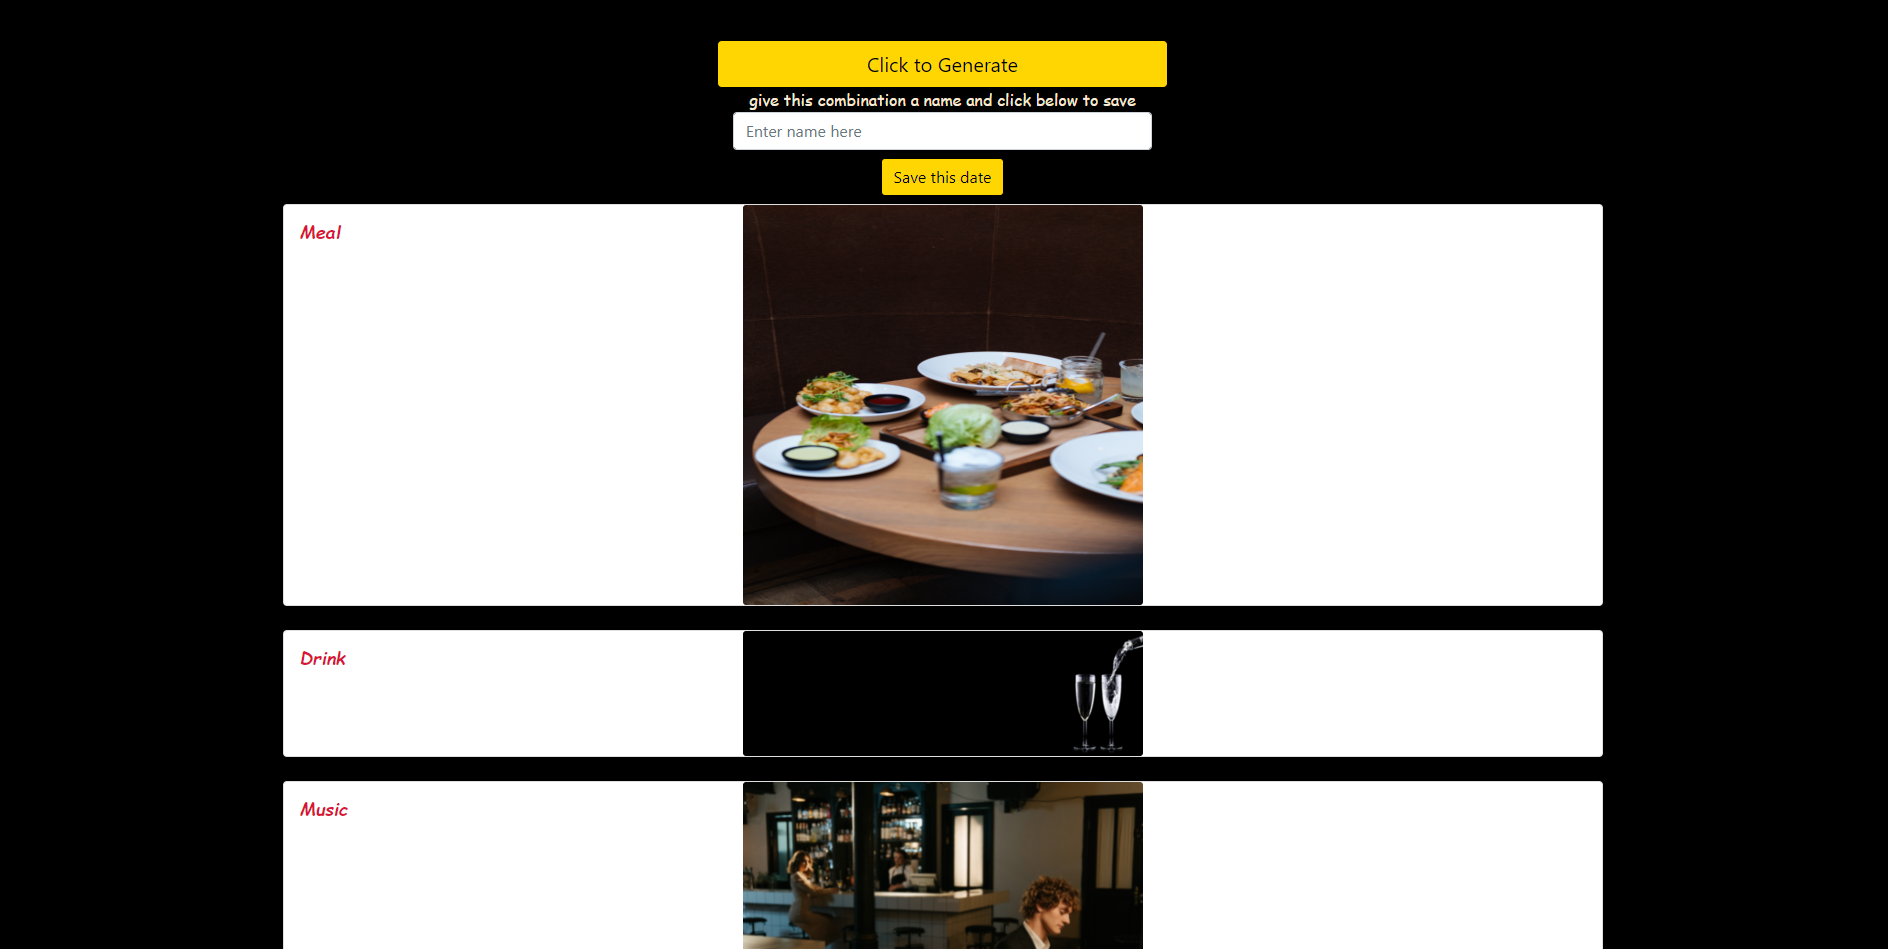 Click to Generate
give this combination a name and click below to save
Enter name here
Save this date
Meal
Drink
Music